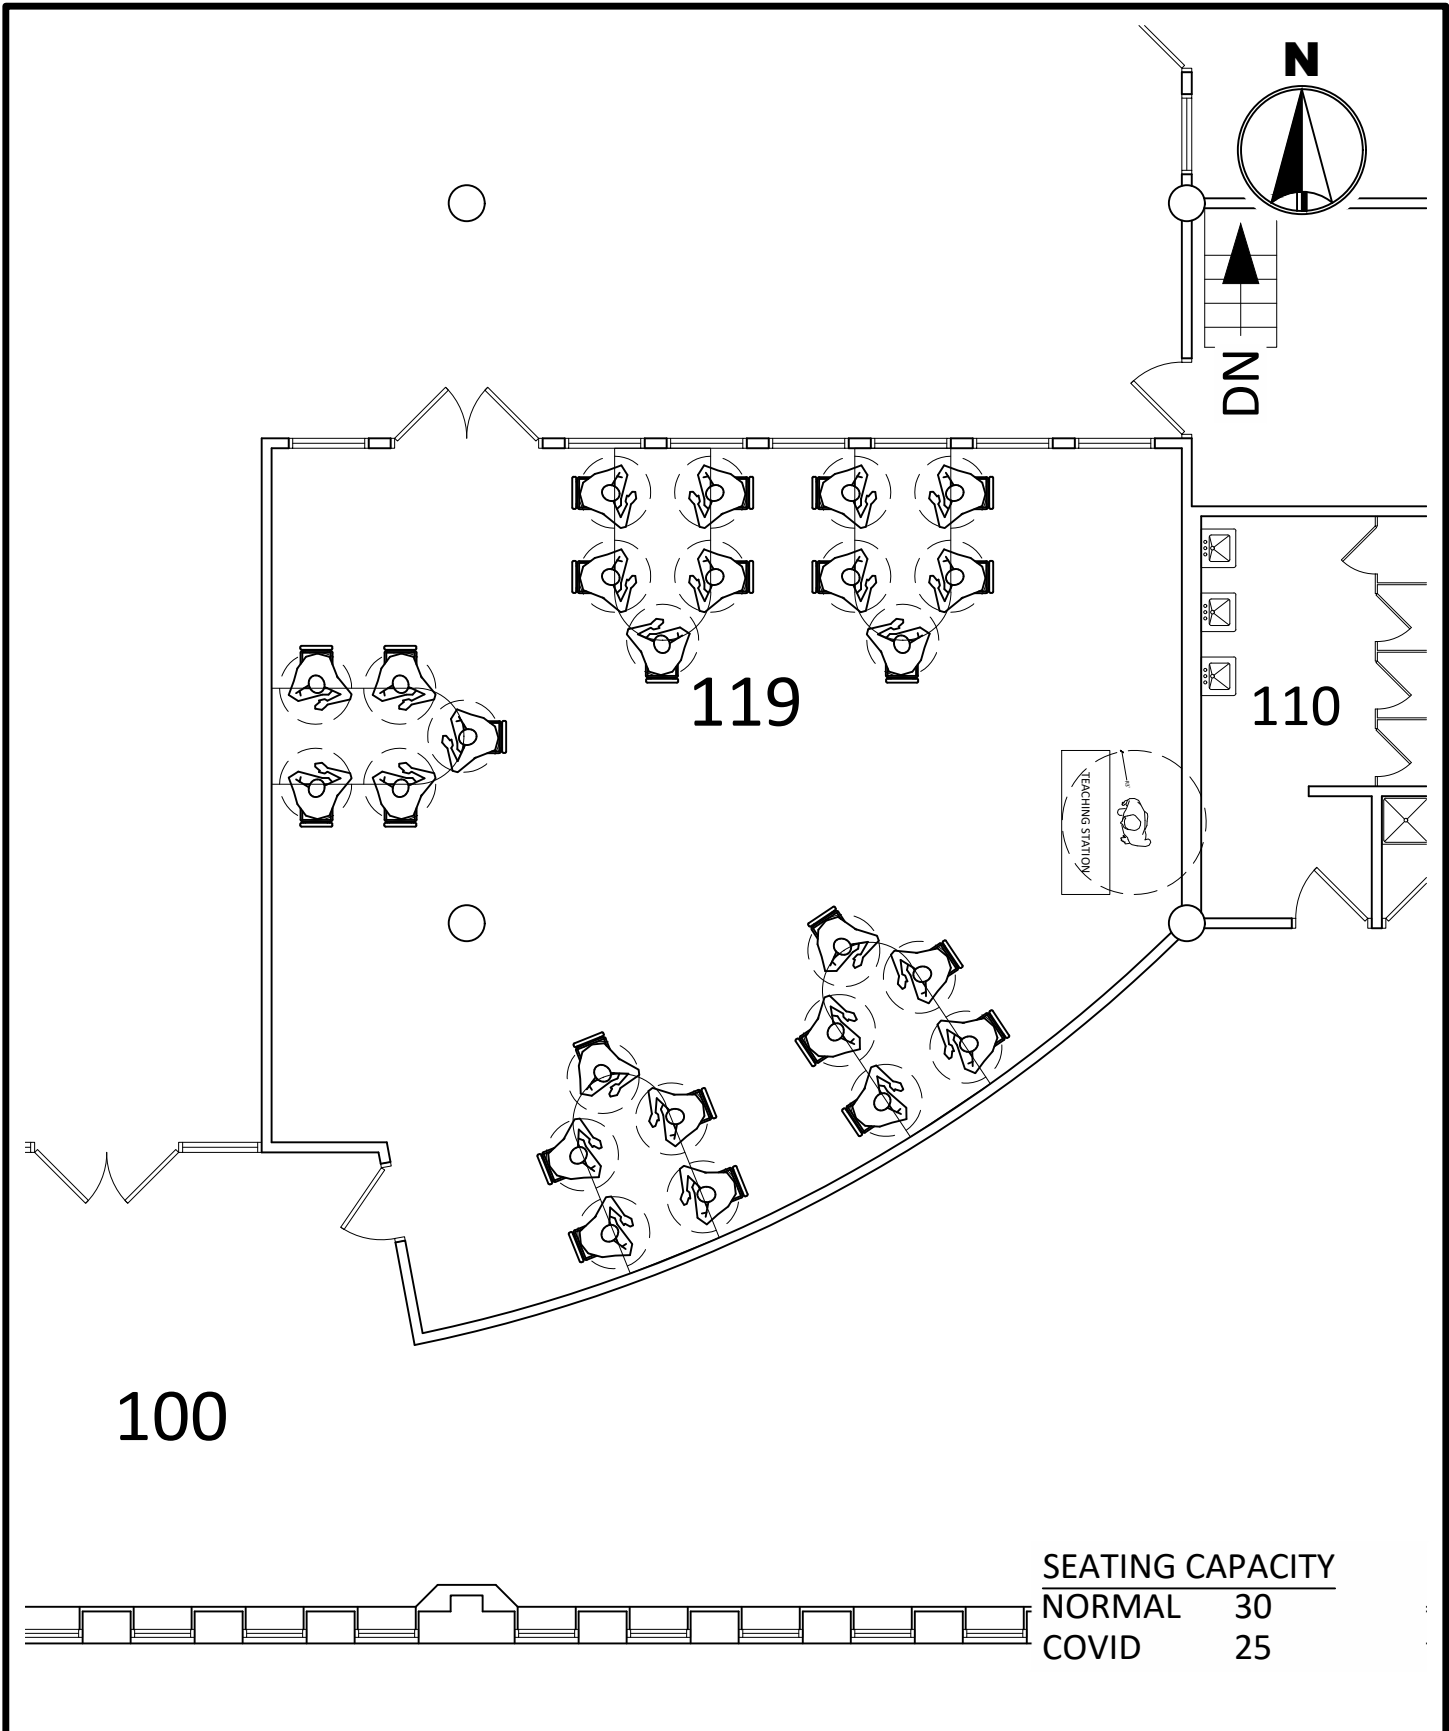 N
DN
119
110
TEACHING STATION
100
SEATING CAPACITY
NORMAL 30
COVID 25